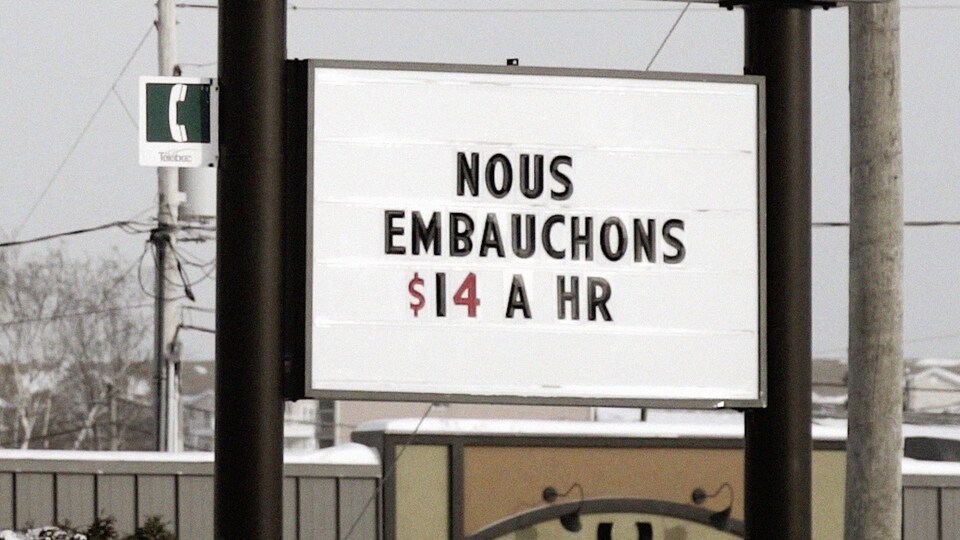 Télébec
NOUS
EMBAUCHONS
$14 A HR